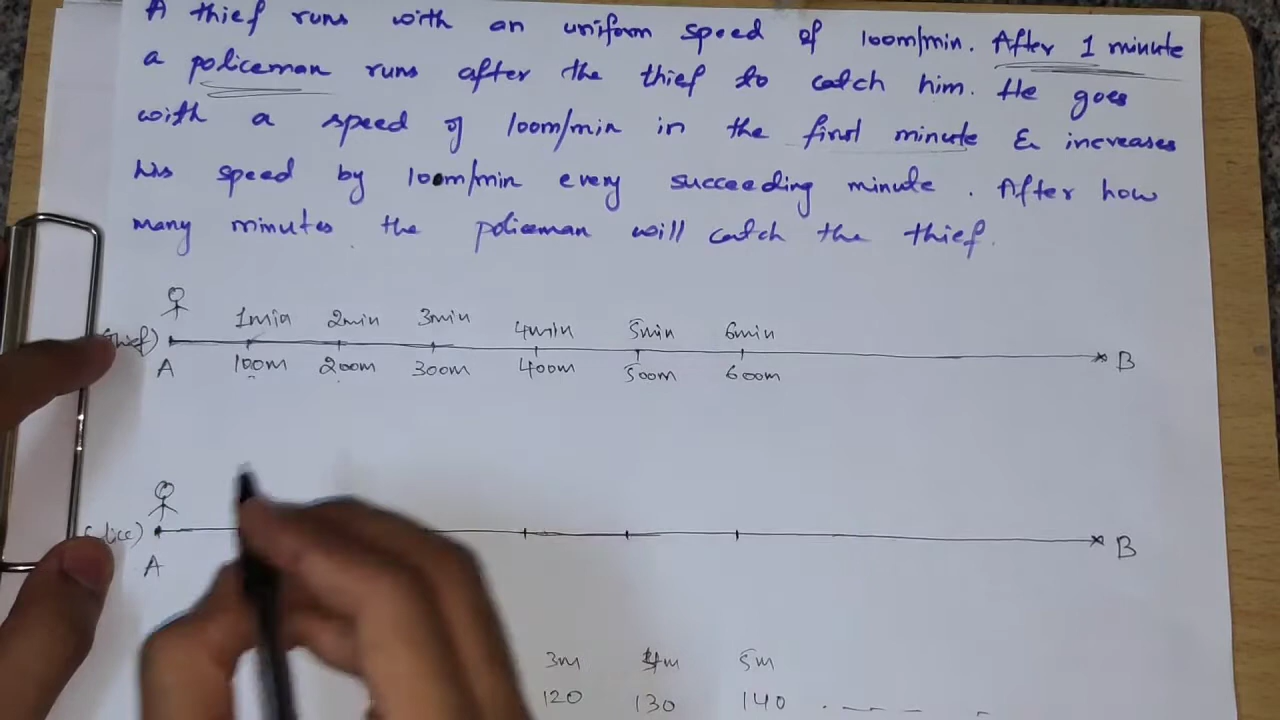 A thief runs with an uniform speed of 100m/min. After 1 minute
a policeman runs after the thief to catch him. He goes
with a speed of 100m/min in the first minute & increases
his speed by 100m/min every succeeding minute. After how
many minutes the policeman will catch the thief.
1min 2min 3min 4min 5min 6min
thief)
A 100m 200m 300m 400m 500m 600m B
lice)
A B
3m 4m 5m
120 130 140